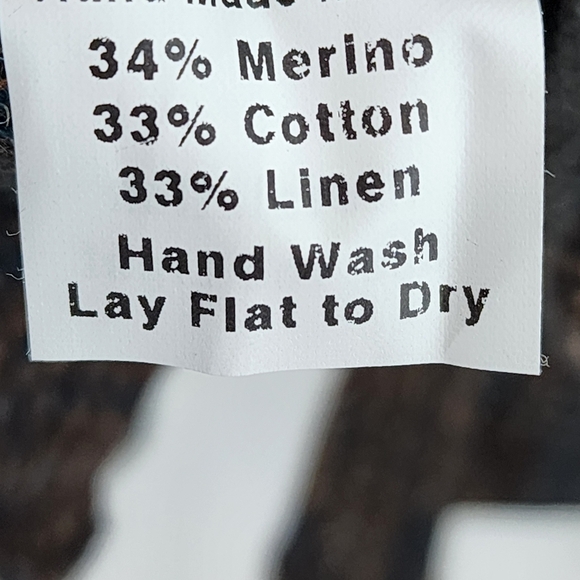 34% Merino
33% Cotton
33% Linen
Hand Wash
Lay Flat to Dry